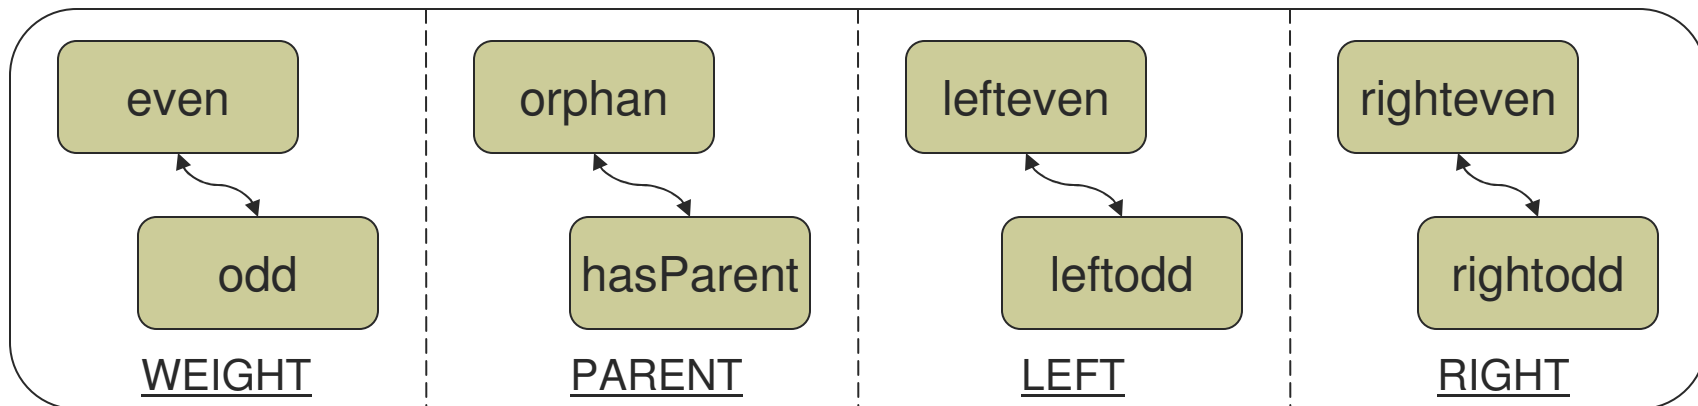 even
orphan
lefteven
righteven
odd
hasParent
leftodd
rightodd
WEIGHT
PARENT
LEFT
RIGHT